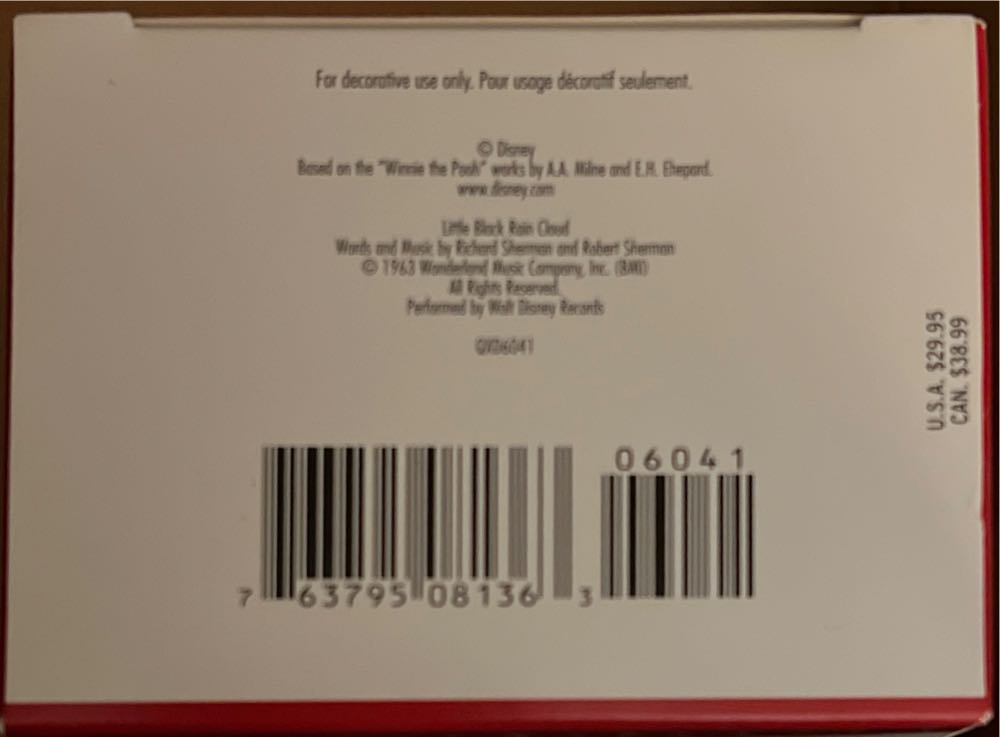 For decorative use only. Pour usage décoratif seulement.
© Disney
Based on the "Winnie the Pooh" works by A.A. Milne and E.H.
www.disney.com
Little Black Rain Cloud
Words and Music by Richard Sherman and Robert Sherman
© 1963 Wonderland Music Company, Inc. (BMI)
All Rights Reserved.
Performed by Walt Disney Records
U.S.A. $29.95
CAN. $38.99
06041
7 63795 08136 3